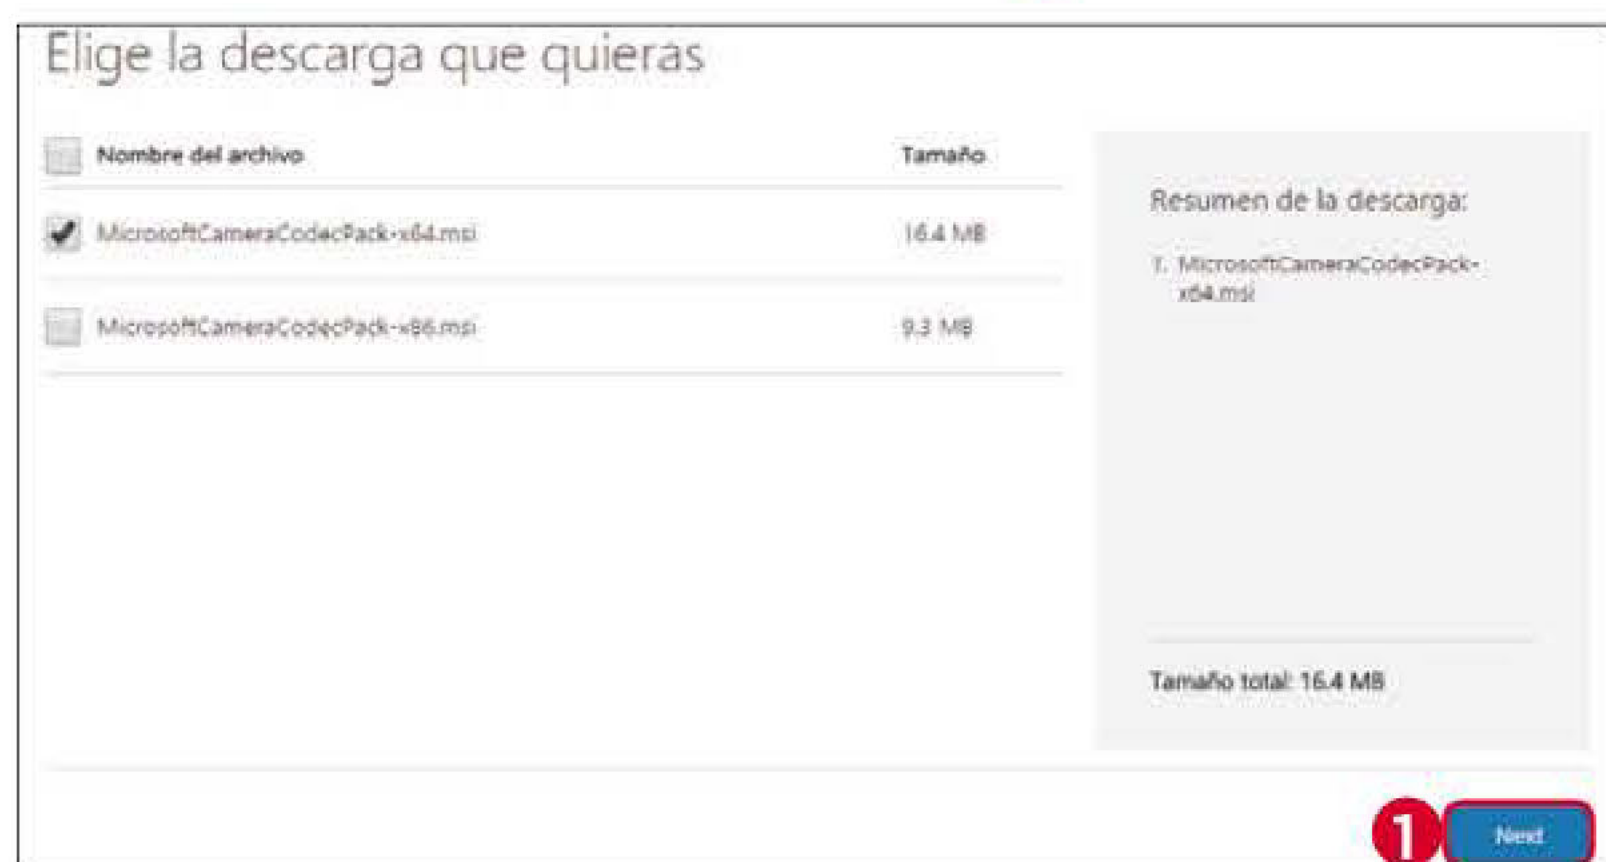 Elige la descarga que quieras
Nombre del archivo Tamaño
MicrosoftCameraCodecPack-x64.msi 16.4 MB
MicrosoftCameraCodecPack-x86.msi 9.3 MB
Resumen de la descarga:
1. MicrosoftCameraCodecPack-
x64.msi
Tamaño total: 16.4 MB
1 Next